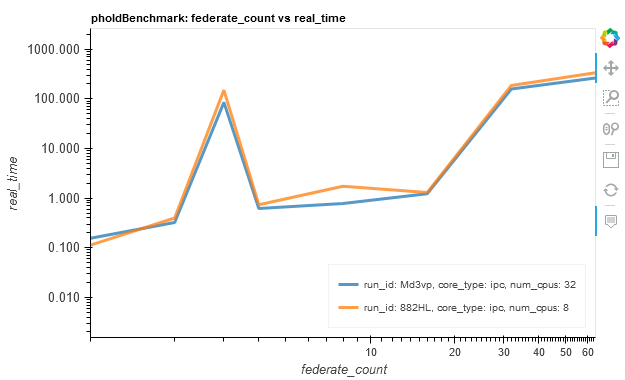 pholdBenchmark: federate_count vs real_time
1000.000
100.000
10.000
1.000
0.100
0.010
real_time
run_id: Md3vp, core_type: ipc, num_cpus: 32
run_id: 882HL, core_type: ipc, num_cpus: 8
10 20 30 40 50 60
federate_count